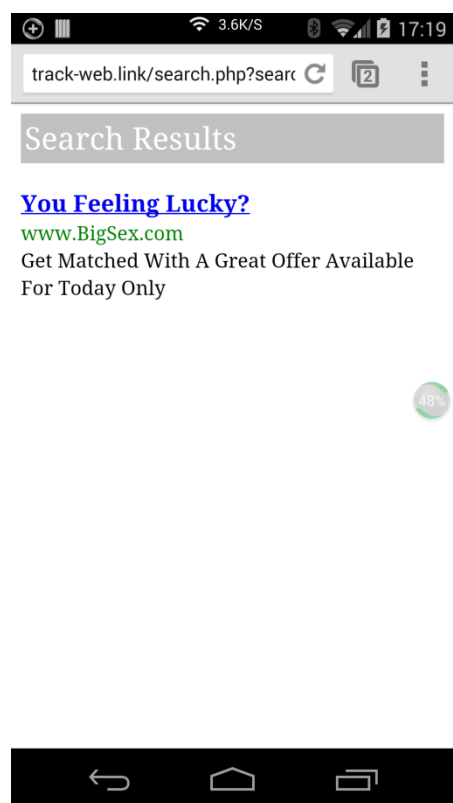 3.6K/S 17:19
track-web.link/search.php?searc 2
Search Results
You Feeling Lucky?
www.BigSex.com
Get Matched With A Great Offer Available
For Today Only
48%